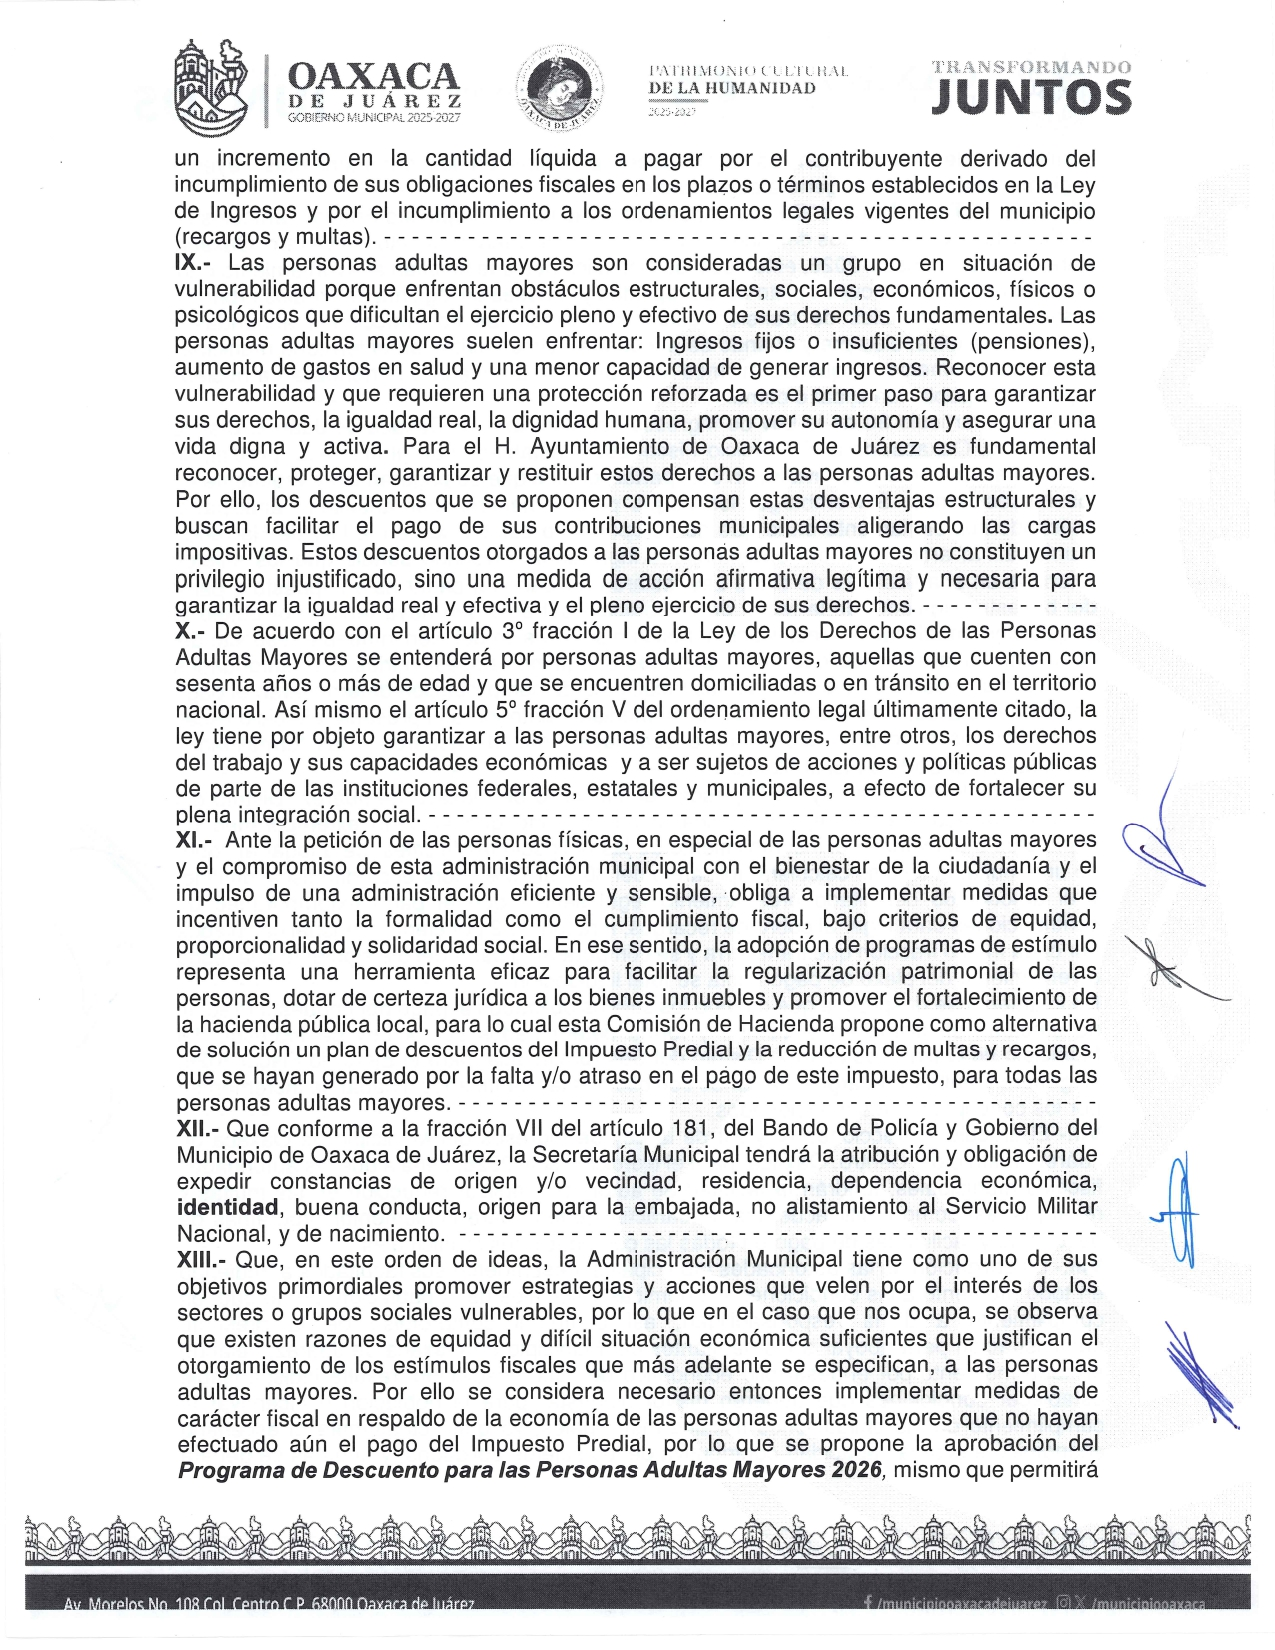 OAXACA
DE JUÁREZ
GOBIERNO MUNICIPAL 2025-2027
OAXACA DE JUÁREZ
PATRIMONIO CULTURAL
DE LA HUMANIDAD
2025-2027
TRANSFORMANDO
JUNTOS
un incremento en la cantidad líquida a pagar por el contribuyente derivado del
incumplimiento de sus obligaciones fiscales en los plazos o términos establecidos en la Ley
de Ingresos y por el incumplimiento a los ordenamientos legales vigentes del municipio
(recargos y multas). - - - - - - - - - - - - - - - - - - - - - - - - - - - - - - - - - - - - - - - - - - - - - - - - - - -
IX.- Las personas adultas mayores son consideradas un grupo en situación de
vulnerabilidad porque enfrentan obstáculos estructurales, sociales, económicos, físicos o
psicológicos que dificultan el ejercicio pleno y efectivo de sus derechos fundamentales. Las
personas adultas mayores suelen enfrentar: Ingresos fijos o insuficientes (pensiones),
aumento de gastos en salud y una menor capacidad de generar ingresos. Reconocer esta
vulnerabilidad y que requieren una protección reforzada es el primer paso para garantizar
sus derechos, la igualdad real, la dignidad humana, promover su autonomía y asegurar una
vida digna y activa. Para el H. Ayuntamiento de Oaxaca de Juárez es fundamental
reconocer, proteger, garantizar y restituir estos derechos a las personas adultas mayores.
Por ello, los descuentos que se proponen compensan estas desventajas estructurales y
buscan facilitar el pago de sus contribuciones municipales aligerando las cargas
impositivas. Estos descuentos otorgados a las personas adultas mayores no constituyen un
privilegio injustificado, sino una medida de acción afirmativa legítima y necesaria para
garantizar la igualdad real y efectiva y el pleno ejercicio de sus derechos. - - - - - - - - - - - - -
X.- De acuerdo con el artículo 3º fracción I de la Ley de los Derechos de las Personas
Adultas Mayores se entenderá por personas adultas mayores, aquellas que cuenten con
sesenta años o más de edad y que se encuentren domiciliadas o en tránsito en el territorio
nacional. Así mismo el artículo 5º fracción V del ordenamiento legal últimamente citado, la
ley tiene por objeto garantizar a las personas adultas mayores, entre otros, los derechos
del trabajo y sus capacidades económicas y a ser sujetos de acciones y políticas públicas
de parte de las instituciones federales, estatales y municipales, a efecto de fortalecer su
plena integración social. - - - - - - - - - - - - - - - - - - - - - - - - - - - - - - - - - - - - - - - - - - - - - - - -
XI.- Ante la petición de las personas físicas, en especial de las personas adultas mayores
y el compromiso de esta administración municipal con el bienestar de la ciudadanía y el
impulso de una administración eficiente y sensible, obliga a implementar medidas que
incentiven tanto la formalidad como el cumplimiento fiscal, bajo criterios de equidad,
proporcionalidad y solidaridad social. En ese sentido, la adopción de programas de estímulo
representa una herramienta eficaz para facilitar la regularización patrimonial de las
personas, dotar de certeza jurídica a los bienes inmuebles y promover el fortalecimiento de
la hacienda pública local, para lo cual esta Comisión de Hacienda propone como alternativa
de solución un plan de descuentos del Impuesto Predial y la reducción de multas y recargos,
que se hayan generado por la falta y/o atraso en el pago de este impuesto, para todas las
personas adultas mayores. - - - - - - - - - - - - - - - - - - - - - - - - - - - - - - - - - - - - - - - - - - - - - -
XII.- Que conforme a la fracción VII del artículo 181, del Bando de Policía y Gobierno del
Municipio de Oaxaca de Juárez, la Secretaría Municipal tendrá la atribución y obligación de
expedir constancias de origen y/o vecindad, residencia, dependencia económica,
identidad, buena conducta, origen para la embajada, no alistamiento al Servicio Militar
Nacional, y de nacimiento. - - - - - - - - - - - - - - - - - - - - - - - - - - - - - - - - - - - - - - - - - - - - - -
XIII.- Que, en este orden de ideas, la Administración Municipal tiene como uno de sus
objetivos primordiales promover estrategias y acciones que velen por el interés de los
sectores o grupos sociales vulnerables, por lo que en el caso que nos ocupa, se observa
que existen razones de equidad y difícil situación económica suficientes que justifican el
otorgamiento de los estímulos fiscales que más adelante se especifican, a las personas
adultas mayores. Por ello se considera necesario entonces implementar medidas de
carácter fiscal en respaldo de la economía de las personas adultas mayores que no hayan
efectuado aún el pago del Impuesto Predial, por lo que se propone la aprobación del
Programa de Descuento para las Personas Adultas Mayores 2026, mismo que permitirá
Av. Morelos No. 108 Col. Centro C.P. 68000 Oaxaca de Juárez
/municipiooaxacadejuarez /municipiooaxaca